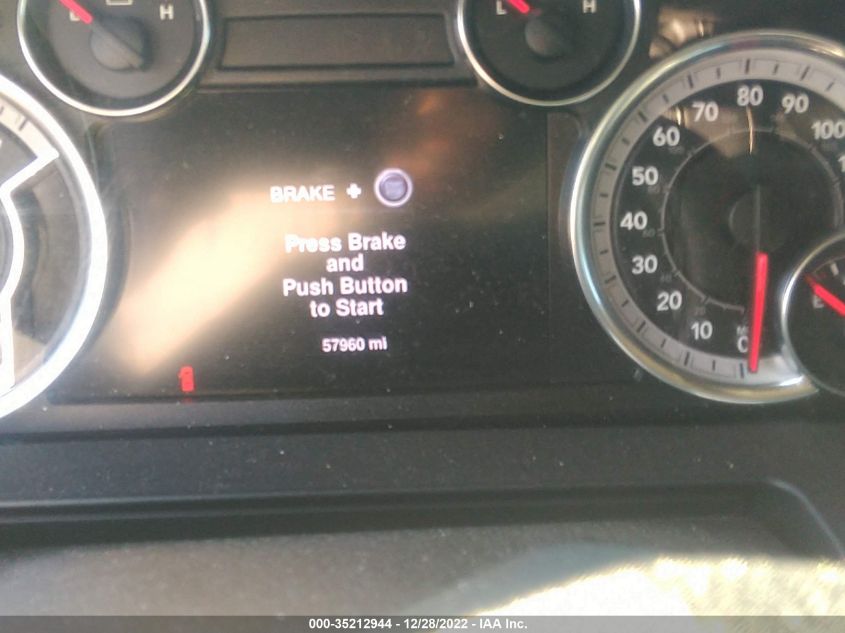 L H
L H
BRAKE +
Press Brake
and
Push Button
to Start
57960 mi
10
20
30
40
50
60
70
80
90
100
E
000-35212944 - 12/28/2022 - IAA Inc.